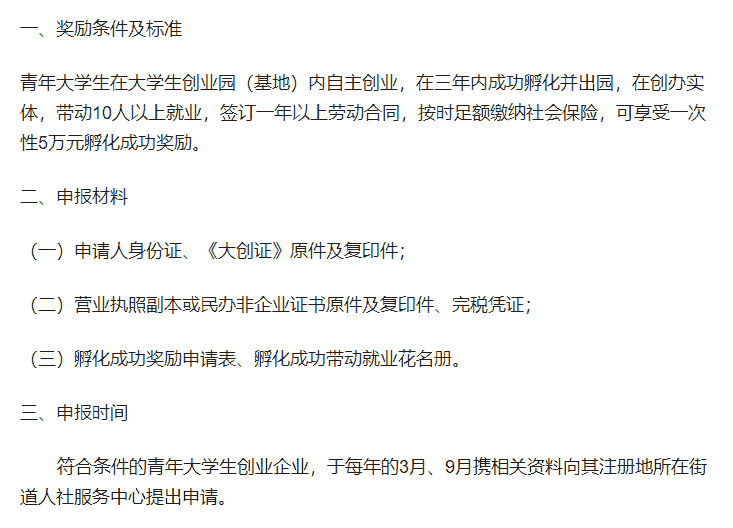 一、奖励条件及标准
青年大学生在大学生创业园（基地）内自主创业，在三年内成功孵化并出园，在创办实
体，带动10人以上就业，签订一年以上劳动合同，按时足额缴纳社会保险，可享受一次
性5万元孵化成功奖励。
二、申报材料
（一）申请人身份证、《大创证》原件及复印件；
（二）营业执照副本或民办非企业证书原件及复印件、完税凭证；
（三）孵化成功奖励申请表、孵化成功带动就业花名册。
三、申报时间
符合条件的青年大学生创业企业，于每年的3月、9月携相关资料向其注册地所在街
道人社服务中心提出申请。